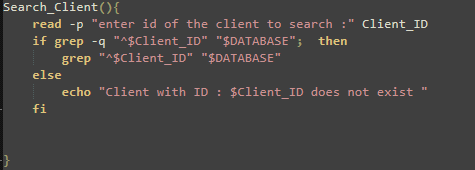 Search_Client(){
    read -p "enter id of the client to search :" Client_ID
    if grep -q "^$Client_ID" "$DATABASE";  then
        grep "^$Client_ID" "$DATABASE"
    else
        echo "Client with ID : $Client_ID does not exist "
    fi
}